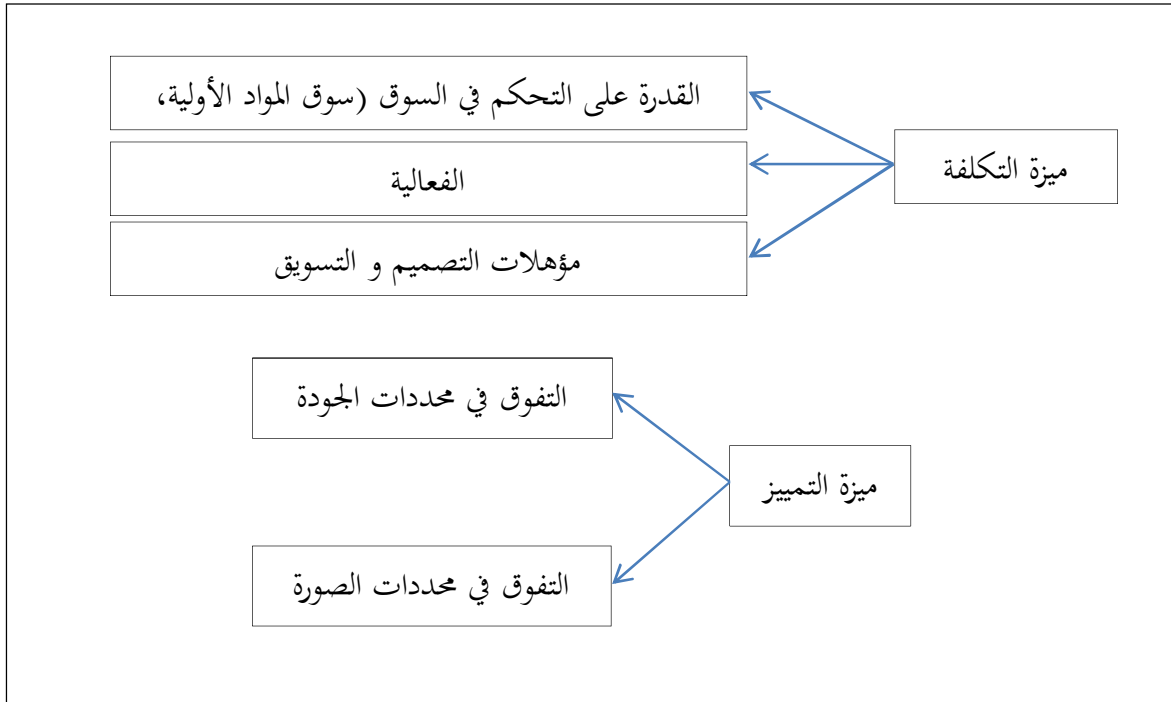 القدرة على التحكم في السوق (سوق المواد الأولية،
ميزة التكلفة
الفعالية
مؤهلات التصميم و التسويق
التفوق في محددات الجودة
ميزة التمييز
التفوق في محددات الصورة